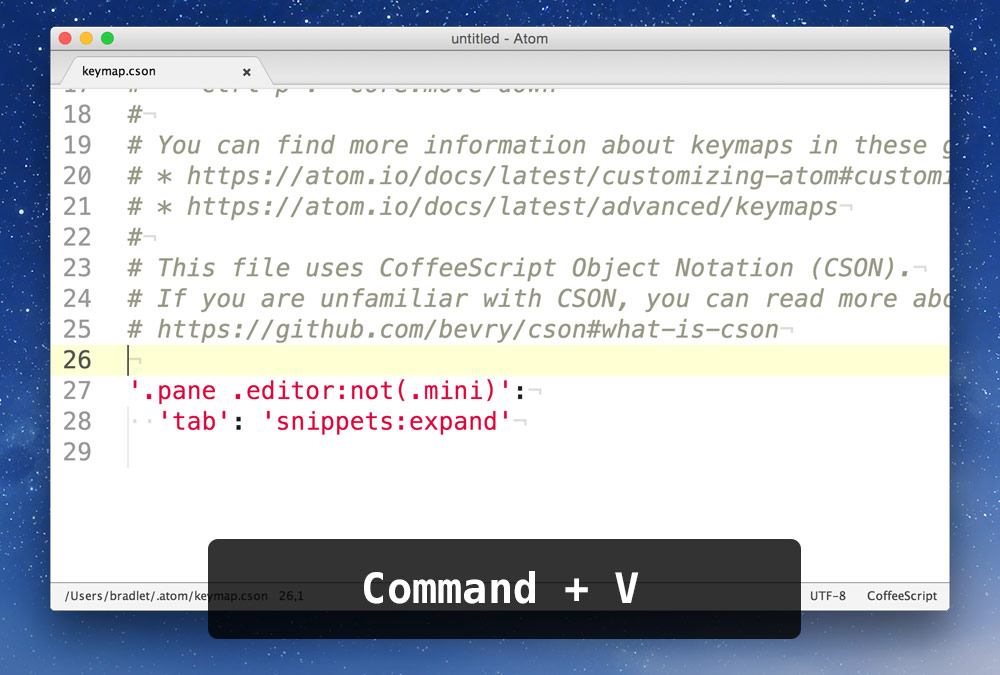 untitled - Atom
keymap.cson
18 #¬
19 # You can find more information about keymaps in these
20 # * https://atom.io/docs/latest/customizing-atom#customi
21 # * https://atom.io/docs/latest/advanced/keymaps¬
22 #¬
23 # This file uses CoffeeScript Object Notation (CSON).¬
24 # If you are unfamiliar with CSON, you can read more
25 # https://github.com/bevry/cson#what-is-cson¬
26 ¬
27 '.pane .editor:not(.mini)':¬
28 ··'tab': 'snippets:expand'¬
29
Command + V
/Users/bradlet/.atom/keymap.cson 26,1 UTF-8 CoffeeScript